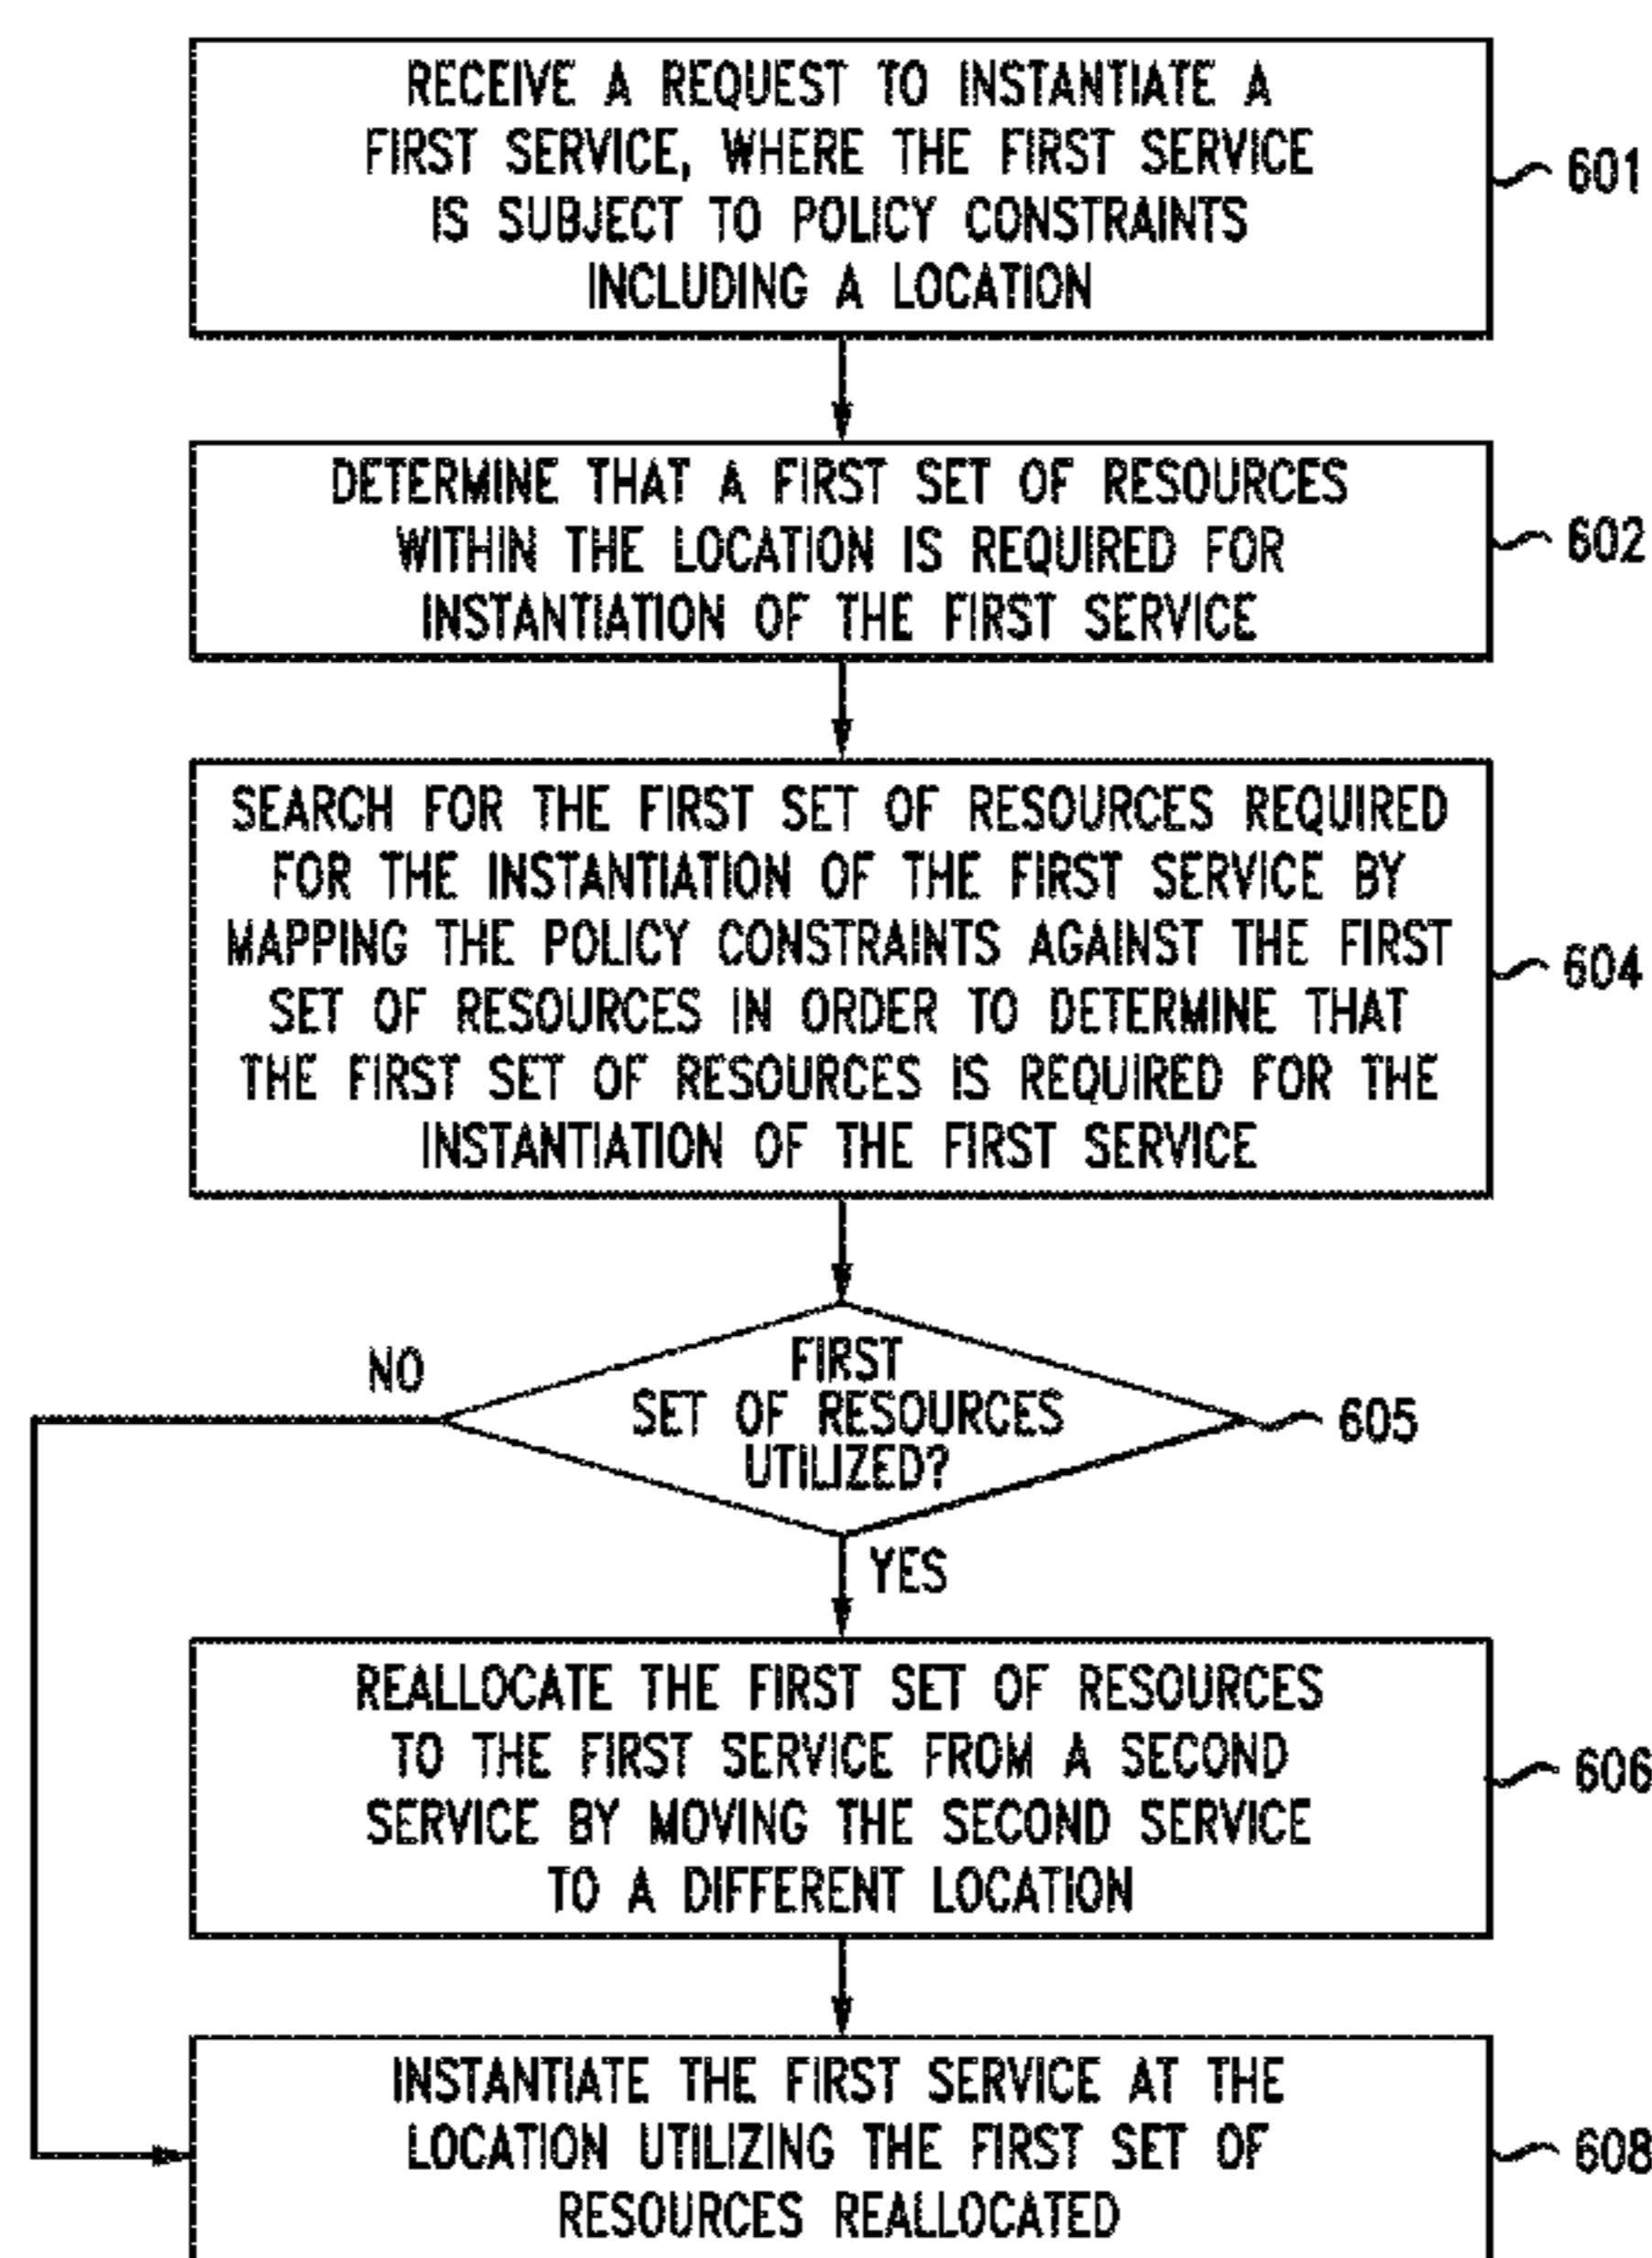 RECEIVE A REQUEST TO INSTANTIATE A
FIRST SERVICE, WHERE THE FIRST SERVICE
IS SUBJECT TO POLICY CONSTRAINTS
INCLUDING A LOCATION
601
DETERMINE THAT A FIRST SET OF RESOURCES
WITHIN THE LOCATION IS REQUIRED FOR
INSTANTIATION OF THE FIRST SERVICE
602
SEARCH FOR THE FIRST SET OF RESOURCES REQUIRED
FOR THE INSTANTIATION OF THE FIRST SERVICE BY
MAPPING THE POLICY CONSTRAINTS AGAINST THE FIRST
SET OF RESOURCES IN ORDER TO DETERMINE THAT
THE FIRST SET OF RESOURCES IS REQUIRED FOR THE
INSTANTIATION OF THE FIRST SERVICE
604
NO
FIRST
SET OF RESOURCES
UTILIZED?
605
YES
REALLOCATE THE FIRST SET OF RESOURCES
TO THE FIRST SERVICE FROM A SECOND
SERVICE BY MOVING THE SECOND SERVICE
TO A DIFFERENT LOCATION
606
INSTANTIATE THE FIRST SERVICE AT THE
LOCATION UTILIZING THE FIRST SET OF
RESOURCES REALLOCATED
608